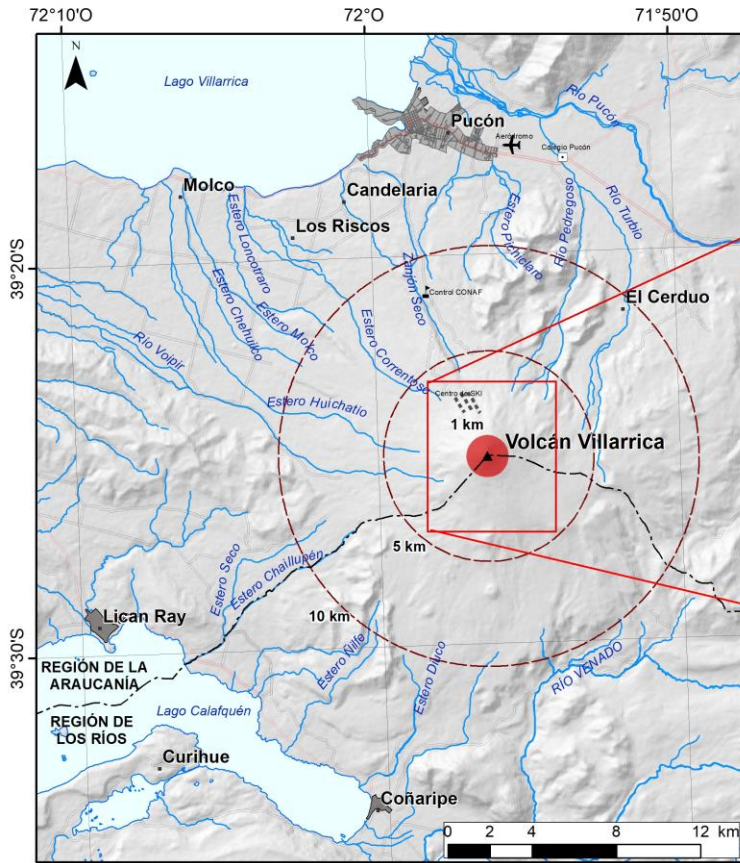 72°10'O
72°O
71°50'O
N
Lago Villarrica
Río Pucón
Pucón
Aeródromo
Colegio Pucón
Molco
Candelaria
Los Riscos
Estero Loncotraro
Estero Pichiclaro
Río Pedregoso
Río Turbio
39°20'S
Zanjón Seco
Control CONAF
El Cerduo
Estero Chehuilco
Estero Molco
Estero Correntoso
Río Voipir
Estero Huichatio
Centro de SKI
1 km
Volcán Villarrica
5 km
Estero Seco
Estero Chaillupén
10 km
Lican Ray
Estero Ñilfe
Estero Duco
39°30'S
REGIÓN DE LA
ARAUCANÍA
RÍO VENADO
REGIÓN DE
LOS RÍOS
Lago Calafquén
Curihue
Coñaripe
0 2 4 8 12 km